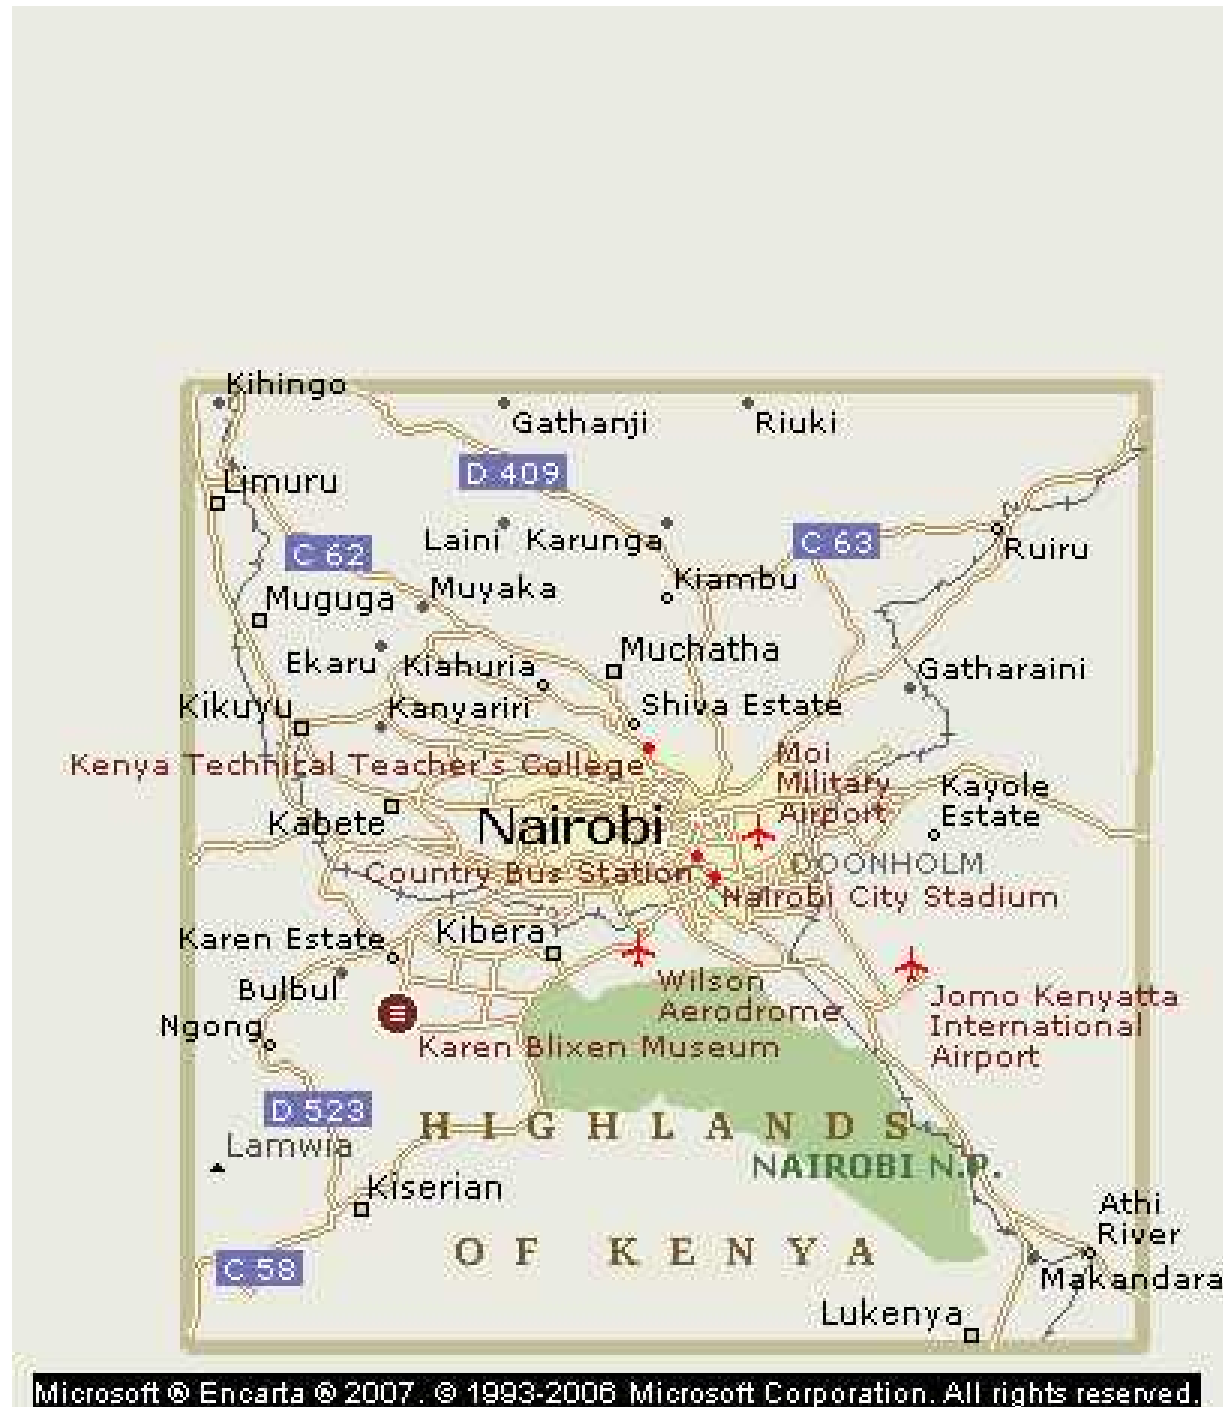 Kihingo
Gathanji
Riuki
D 409
Limuru
C 62
Laini
Karunga
C 63
Ruiru
Kiambu
Muguga
Muyaka
Ekaru
Kiahuria
Muchatha
Gatharaini
Kikuyu
Kanyariri
Shiva Estate
Kenya Technical Teacher's College
Moi
Military
Airport
Kayole
Estate
Kabete
Nairobi
Country Bus Station
DOONHOLM
Nairobi City Stadium
Karen Estate
Kibera
Bulbul
Wilson
Aerodrome
Jomo Kenyatta
International
Airport
Ngong
Karen Blixen Museum
D 523
HIGHLANDS
Lamwia
NAIROBI N.P.
Kiserian
Athi
River
OF KENYA
C 58
Makandara
Lukenya
Microsoft ® Encarta ® 2007. © 1993-2006 Microsoft Corporation. All rights reserved.